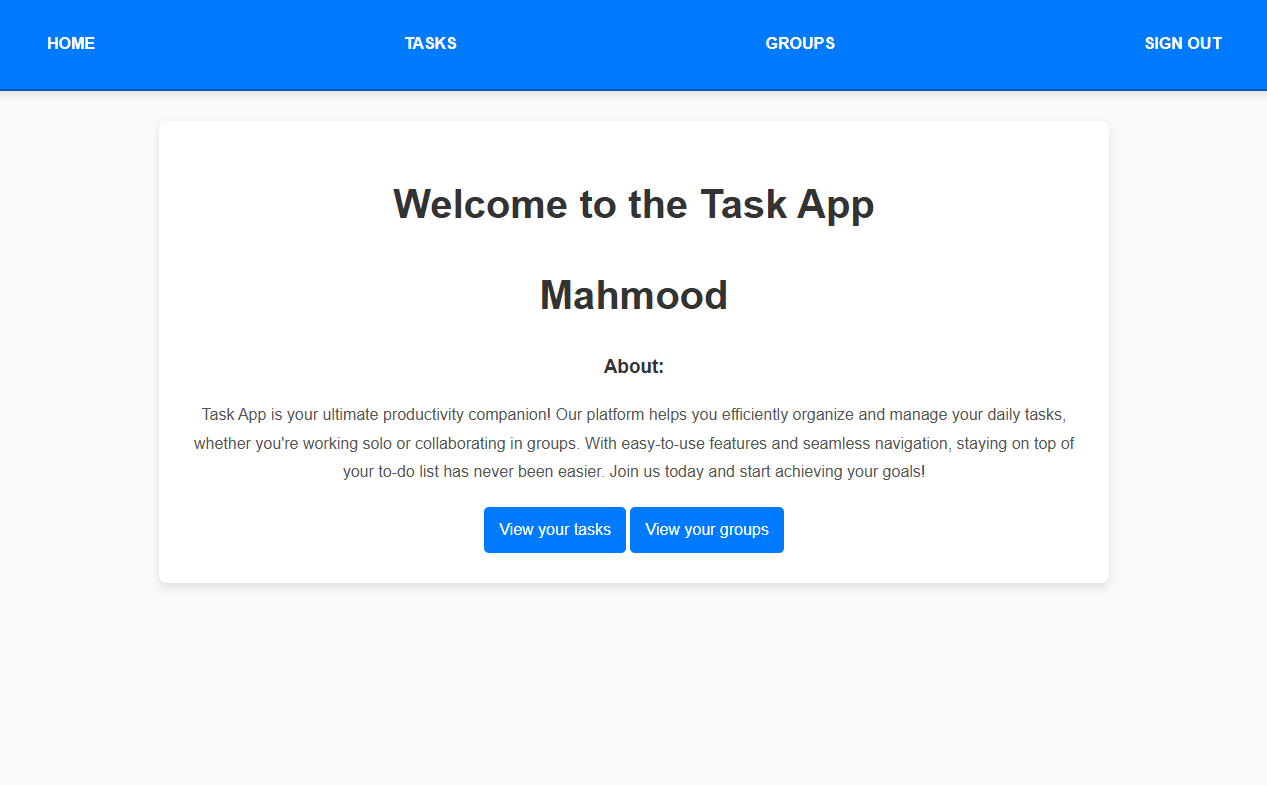 HOME TASKS GROUPS SIGN OUT
Welcome to the Task App
Mahmood
About:
Task App is your ultimate productivity companion! Our platform helps you efficiently organize and manage your daily tasks,
whether you're working solo or collaborating in groups. With easy-to-use features and seamless navigation, staying on top of
your to-do list has never been easier. Join us today and start achieving your goals!
View your tasks View your groups